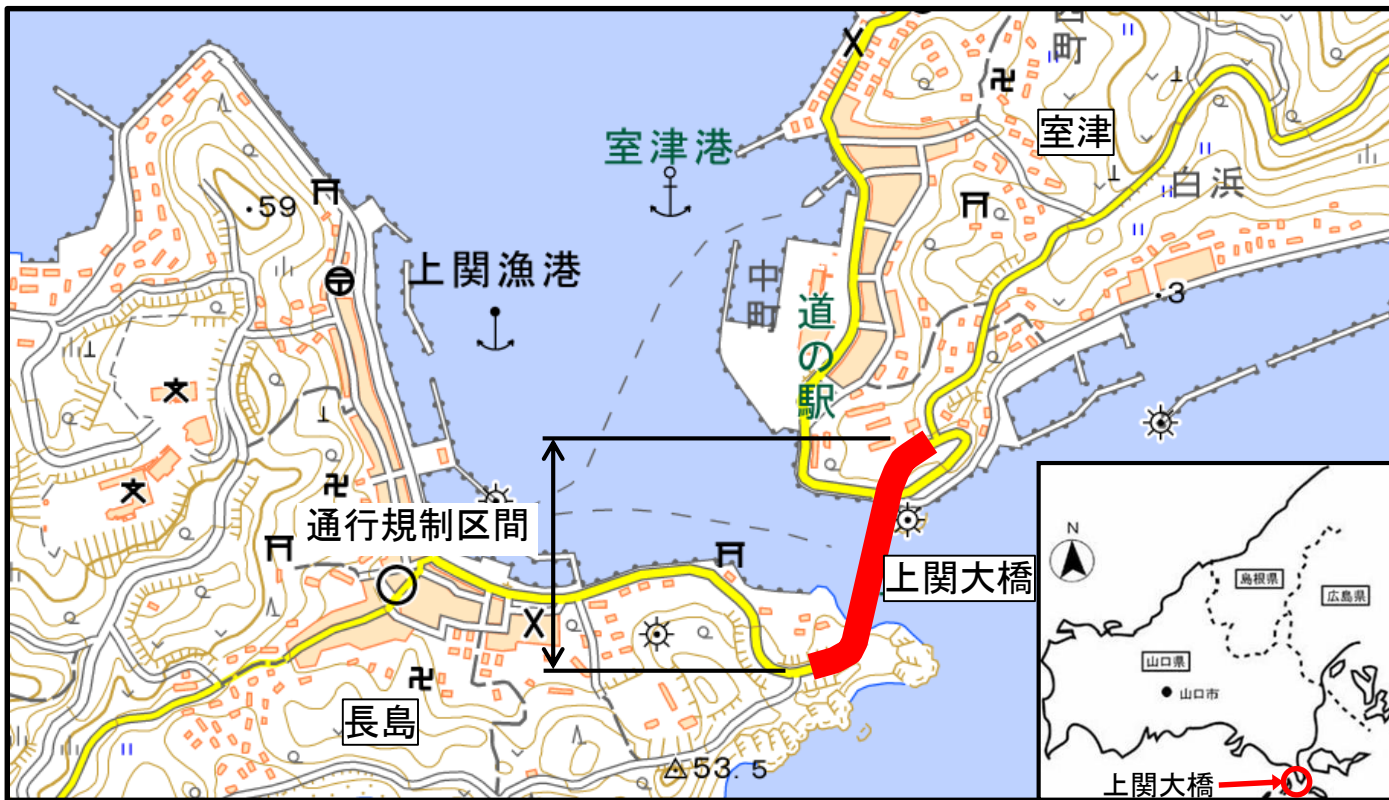 西町
室津
室津港
白浜
・59
上関漁港
中町
道の駅
・3
通行規制区間
上関大橋
長島
53.5
N
島根県
広島県
山口県
山口市
上関大橋